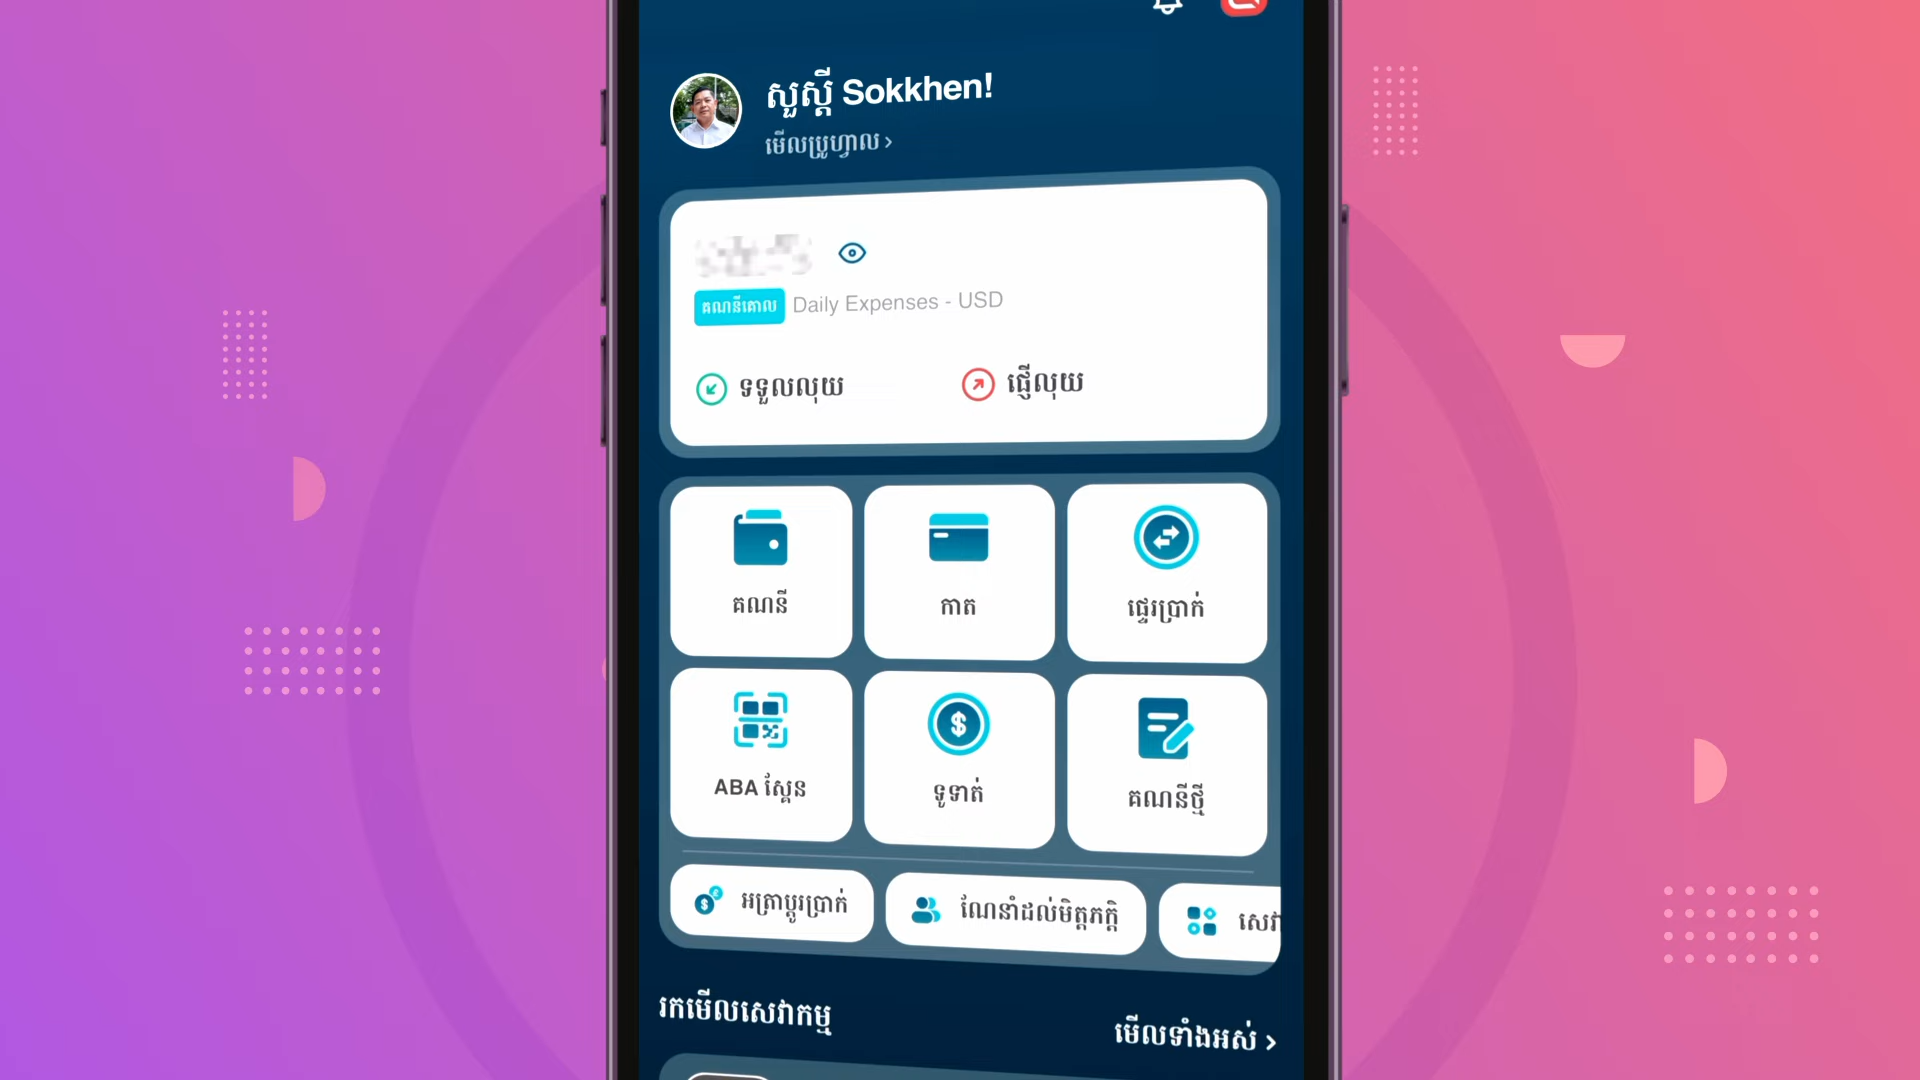 សួស្តី Sokkhen!
មើលប្រូហ្វាល
គណនីគោល Daily Expenses - USD
ទទួលលុយ ផ្ញើលុយ
គណនី កាត ផ្ទេរប្រាក់
ABA ស្កែន ទូទាត់ គណនីថ្មី
អត្រាប្តូរប្រាក់ ណែនាំដល់មិត្តភក្តិ
រកមើលសេវាកម្ម មើលទាំងអស់